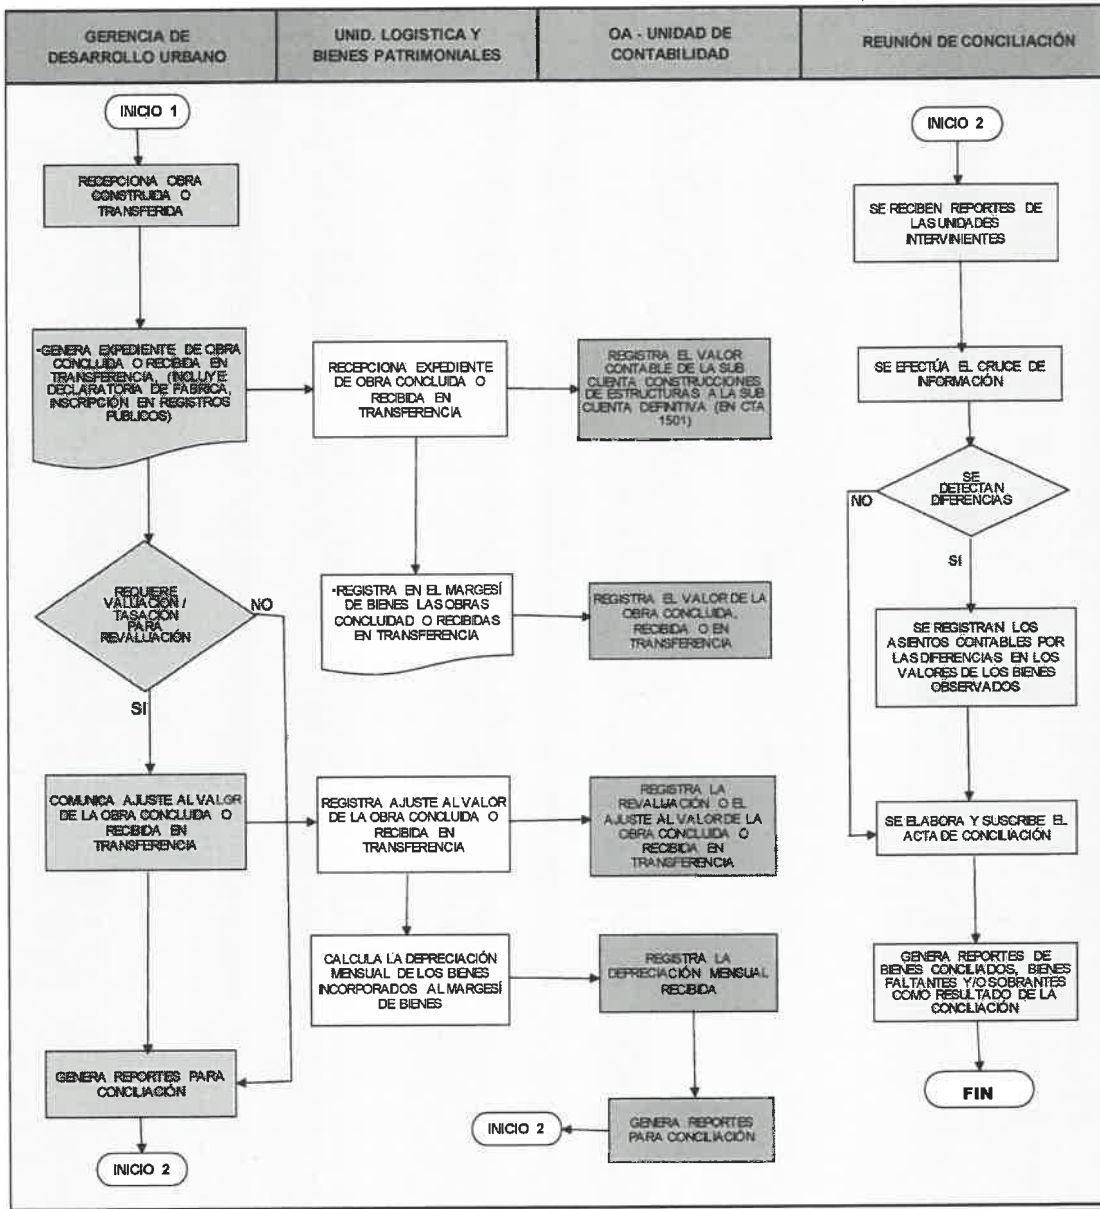 GERENCIA DE
DESARROLLO URBANO
UNID. LOGISTICA Y
BIENES PATRIMONIALES
OA - UNIDAD DE
CONTABILIDAD
REUNIÓN DE CONCILIACIÓN
INICIO 1
RECEPCIONA OBRA
CONSTRUIDA O
TRANSFERIDA
-GENERA EXPEDIENTE DE OBRA
CONCLUIDA O RECIBIDA EN
TRANSFERENCIA, (INCLUYE
DECLARATORIA DE FABRICA,
INSCRIPCIÓN EN REGISTROS
PUBLICOS)
REQUIERE
VALUACIÓN /
TASACIÓN
PARA
REVALUACIÓN
NO
SI
COMUNICA AJUSTE AL VALOR
DE LA OBRA CONCLUIDA O
RECIBIDA EN
TRANSFERENCIA
GENERA REPORTES PARA
CONCILIACIÓN
INICIO 2
RECEPCIONA EXPEDIENTE
DE OBRA CONCLUIDA O
RECIBIDA EN
TRANSFERENCIA
-REGISTRA EN EL MARGESÍ
DE BIENES LAS OBRAS
CONCLUIDAD O RECIBIDAS
EN TRANSFERENCIA
REGISTRA AJUSTE AL VALOR
DE LA OBRA CONCLUIDA O
RECIBIDA EN
TRANSFERENCIA
CALCULA LA DEPRECIACIÓN
MENSUAL DE LOS BIENES
INCORPORADOS AL MARGESÍ
DE BIENES
REGISTRA EL VALOR
CONTABLE DE LA SUB
CUENTA CONSTRUCCIONES
DE ESTRUCTURAS A LA SUB
CUENTA DEFINITIVA (EN CTA
1501)
REGISTRA EL VALOR DE LA
OBRA CONCLUIDA,
RECIBIDA O EN
TRANSFERENCIA
REGISTRA LA
REVALUACIÓN O EL
AJUSTE AL VALOR DE LA
OBRA CONCLUIDA O
RECIBIDA EN
TRANSFERENCIA
REGISTRA LA
DEPRECIACIÓN MENSUAL
RECIBIDA
GENERA REPORTES
PARA CONCILIACIÓN
INICIO 2
INICIO 2
SE RECIBEN REPORTES DE
LAS UNIDADES
INTERVINIENTES
SE EFECTÚA EL CRUCE DE
INFORMACIÓN
SE
DETECTAN
DIFERENCIAS
NO
SI
SE REGISTRAN LOS
ASIENTOS CONTABLES POR
LAS DIFERENCIAS EN LOS
VALORES DE LOS BIENES
OBSERVADOS
SE ELABORA Y SUSCRIBE EL
ACTA DE CONCILIACIÓN
GENERA REPORTES DE
BIENES CONCILIADOS, BIENES
FALTANTES Y/O SOBRANTES
COMO RESULTADO DE LA
CONCILIACIÓN
FIN